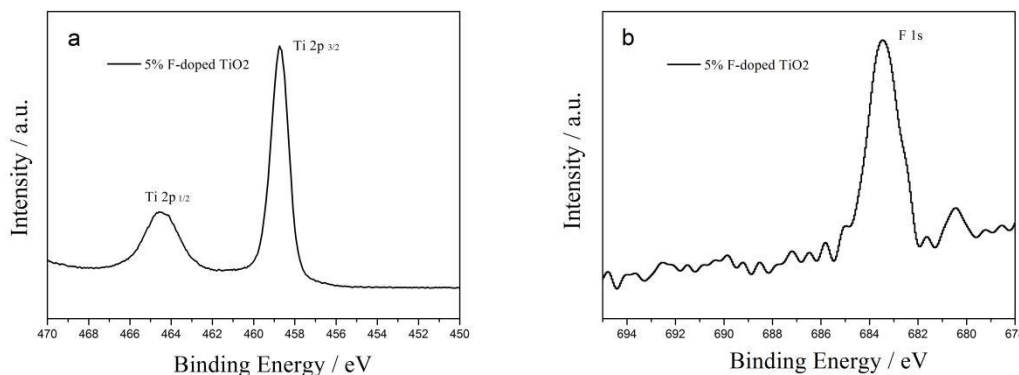 a
Ti 2p 3/2
5% F-doped TiO2
Ti 2p 1/2
Intensity / a.u.
470 468 466 464 462 460 458 456 454 452 450
Binding Energy / eV
b
F 1s
5% F-doped TiO2
Intensity / a.u.
694 692 690 688 686 684 682 680 678
Binding Energy / eV